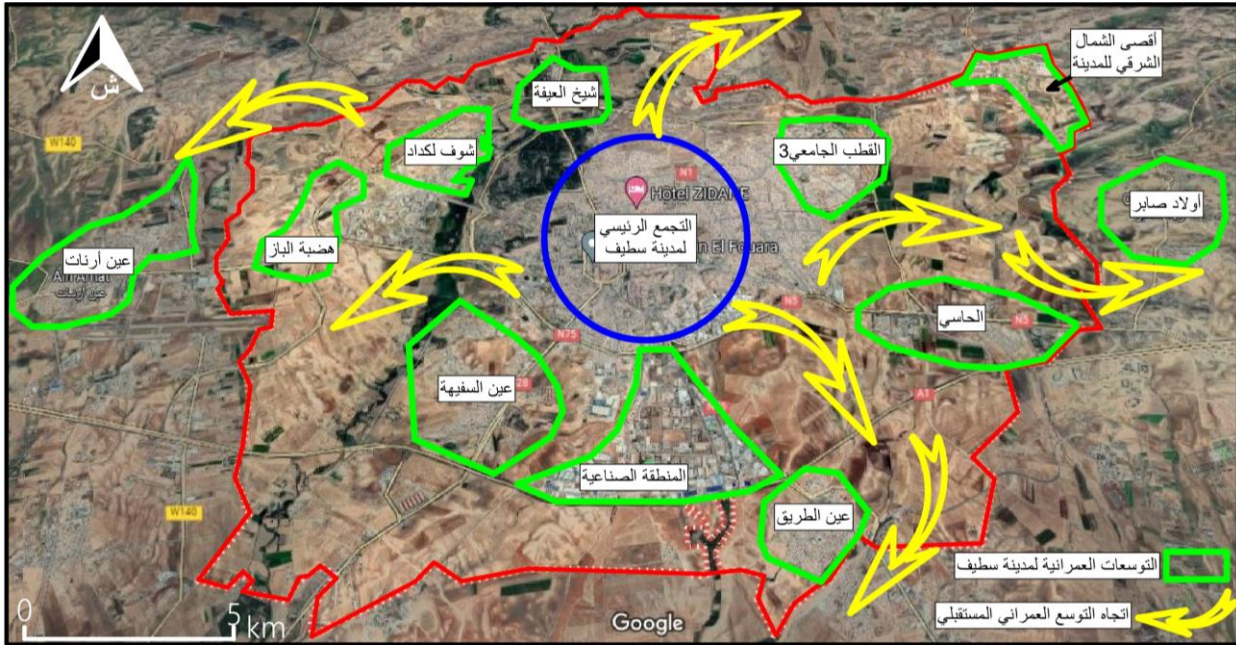 أقصى الشمال
الشرقي للمدينة
ش
شيخ العيفة
W140
شوف لكداد
القطب الجامعي3
N1
Hotel ZIDANE
أولاد صابر
التجمع الرئيسي
لمدينة سطيف
El Fouara
هضبة الباز
عين أرنات
Ain Arnat
عين أرنات
N5
الحاسي
N5
N75
عين السفيهة
28
A1
المنطقة الصناعية
W140
عين الطريق
التوسعات العمرانية لمدينة سطيف
اتجاه التوسع العمراني المستقبلي
0 5 km
Google